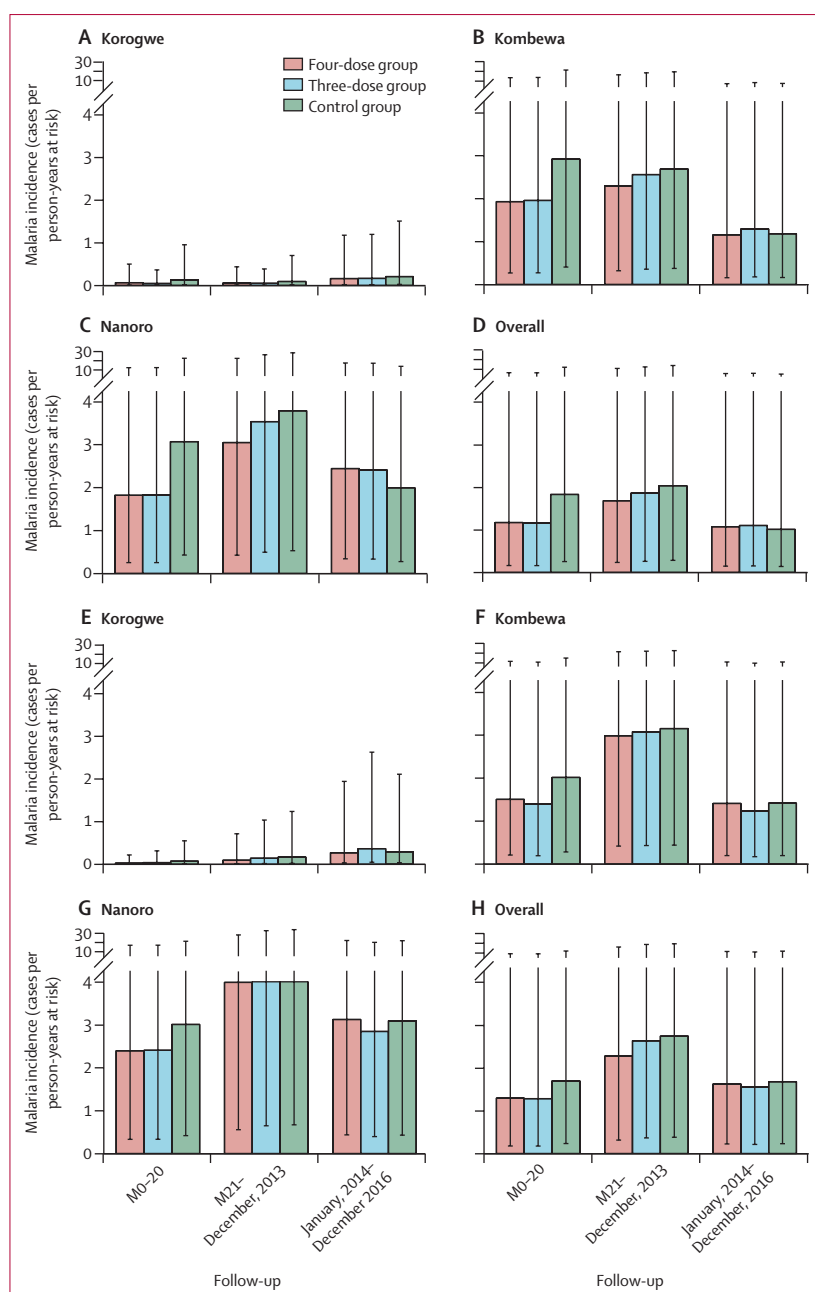 A Korogwe
B Kombewa
Four-dose group
Three-dose group
Control group
Malaria incidence (cases per
person-years at risk)
30
10
4
3
2
1
0
C Nanoro
D Overall
Malaria incidence (cases per
person-years at risk)
30
10
4
3
2
1
0
E Korogwe
F Kombewa
Malaria incidence (cases per
person-years at risk)
30
10
4
3
2
1
0
G Nanoro
H Overall
Malaria incidence (cases per
person-years at risk)
30
10
4
3
2
1
0
M0–20
M21–
December, 2013
January, 2014–
December 2016
Follow-up
M0–20
M21–
December, 2013
January, 2014–
December 2016
Follow-up